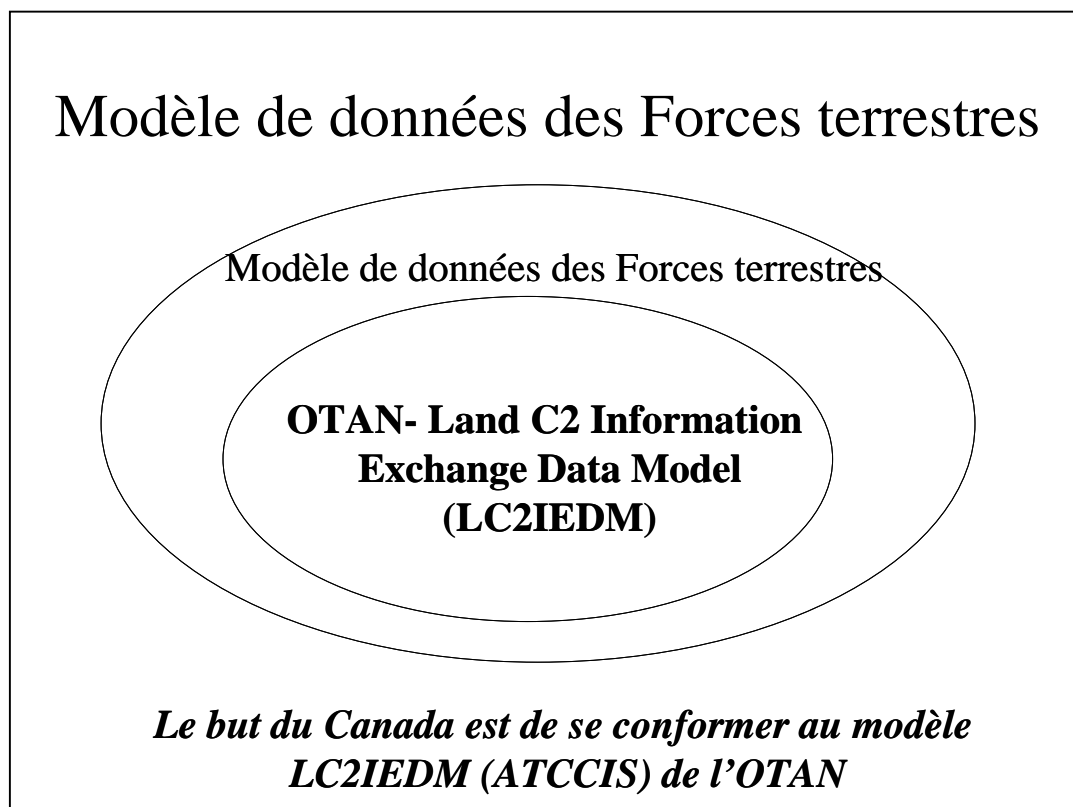 Modèle de données des Forces terrestres
Modèle de données des Forces terrestres
OTAN- Land C2 Information
Exchange Data Model
(LC2IEDM)
Le but du Canada est de se conformer au modèle
LC2IEDM (ATCCIS) de l’OTAN